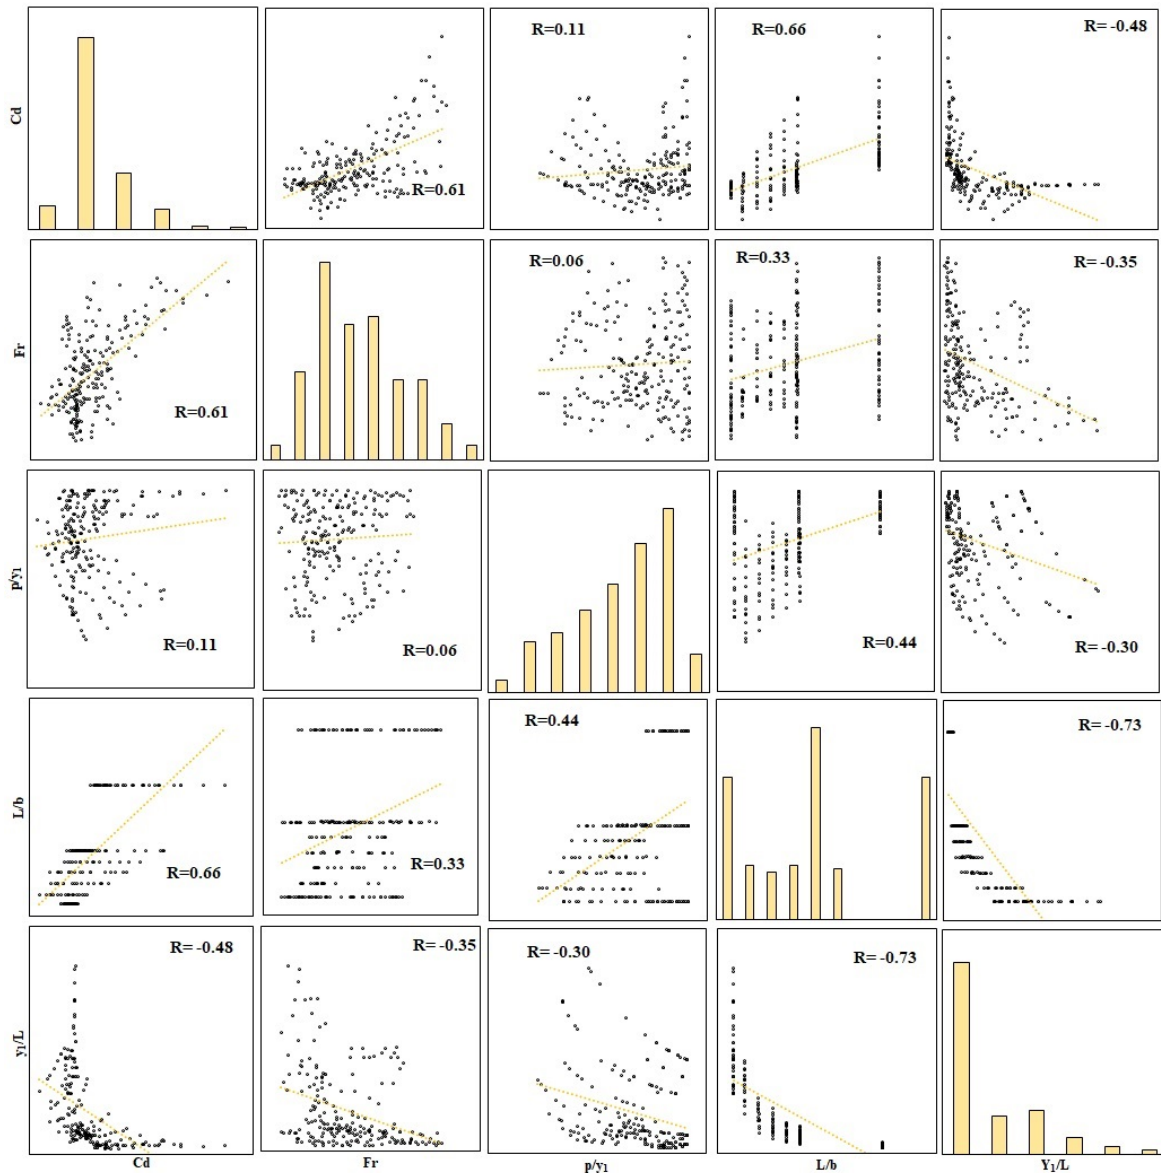 R=0.11
R=0.66
R= -0.48
Cd
R=0.61
R=0.06
R=0.33
R= -0.35
Fr
R=0.61
p/y₁
R=0.11
R=0.06
R=0.44
R= -0.30
R=0.44
R= -0.73
L/b
R=0.66
R=0.33
R= -0.48
R= -0.35
R= -0.30
R= -0.73
y₁/L
Cd
Fr
p/y₁
L/b
Y₁/L